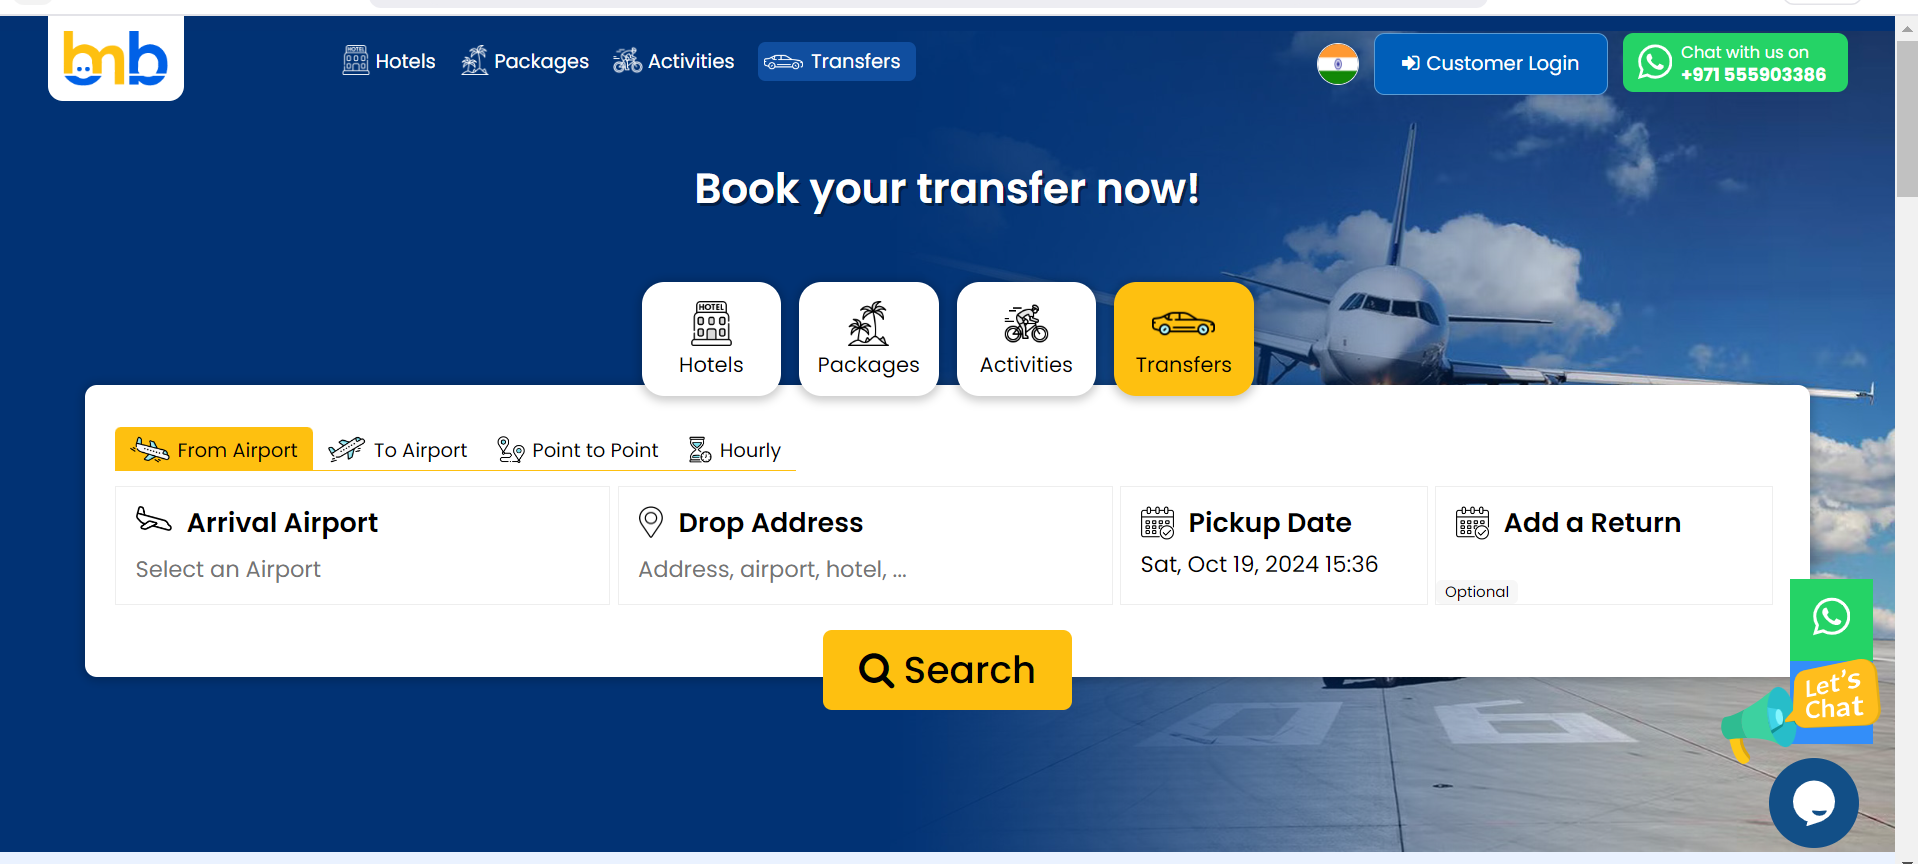 bnb
HOTEL
Hotels
Packages
Activities
Transfers
Customer Login
Chat with us on
+971 555903386
Book your transfer now!
HOTEL
Hotels
Packages
Activities
Transfers
From Airport
To Airport
Point to Point
Hourly
Arrival Airport
Select an Airport
Drop Address
Address, airport, hotel, ...
Pickup Date
Sat, Oct 19, 2024 15:36
Add a Return
Optional
Search
Let's
Chat